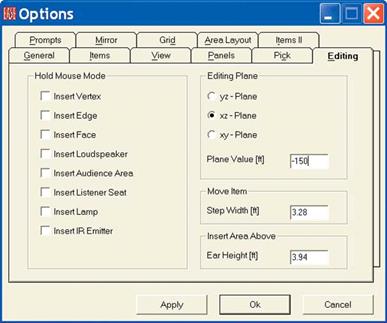 Options
Prompts Mirror Grid Area Layout Items II
General Items View Panels Pick Editing
Hold Mouse Mode
Insert Vertex
Insert Edge
Insert Face
Insert Loudspeaker
Insert Audience Area
Insert Listener Seat
Insert Lamp
Insert IR Emitter
Editing Plane
yz - Plane
xz - Plane
xy - Plane
Plane Value [ft] -150
Move Item
Step Width [ft] 3.28
Insert Area Above
Ear Height [ft] 3.94
Apply Ok Cancel